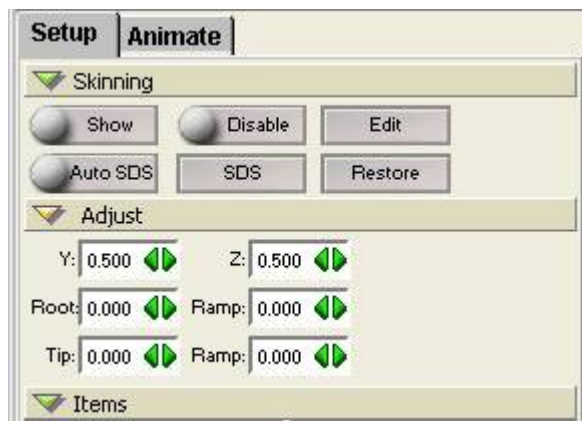 Setup Animate
Skinning
Show Disable Edit
Auto SDS SDS Restore
Adjust
Y: 0.500 Z: 0.500
Root: 0.000 Ramp: 0.000
Tip: 0.000 Ramp: 0.000
Items